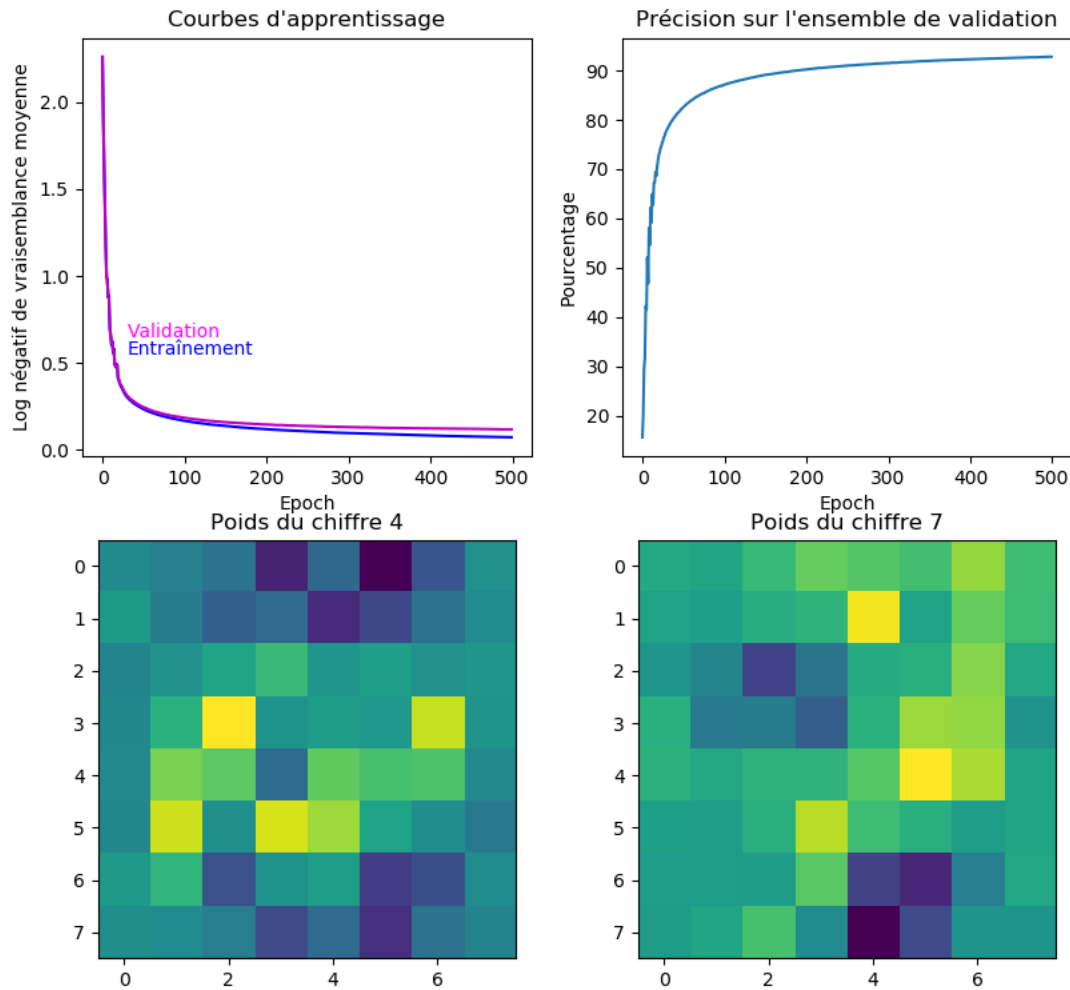 Courbes d'apprentissage
Log négatif de vraisemblance moyenne
2.0
1.5
1.0
0.5
0.0
Validation
Entraînement
0 100 200 300 400 500
Epoch
Précision sur l'ensemble de validation
Pourcentage
90
80
70
60
50
40
30
20
0 100 200 300 400 500
Epoch
Poids du chiffre 4
0
1
2
3
4
5
6
7
0 2 4 6
Poids du chiffre 7
0
1
2
3
4
5
6
7
0 2 4 6